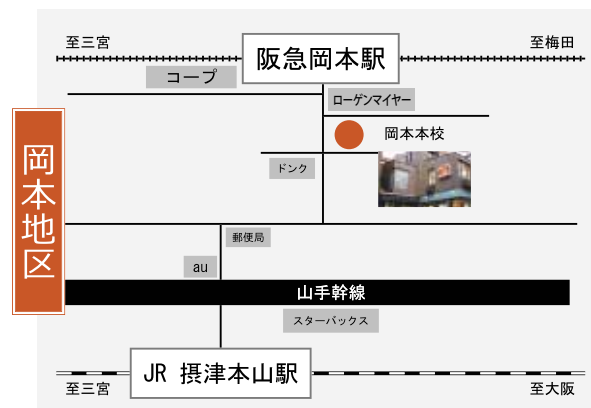 至三宮
至梅田
阪急岡本駅
コープ
ローゲンマイヤー
岡本本校
ドンク
岡本地区
郵便局
au
山手幹線
スターバックス
JR 摂津本山駅
至三宮
至大阪